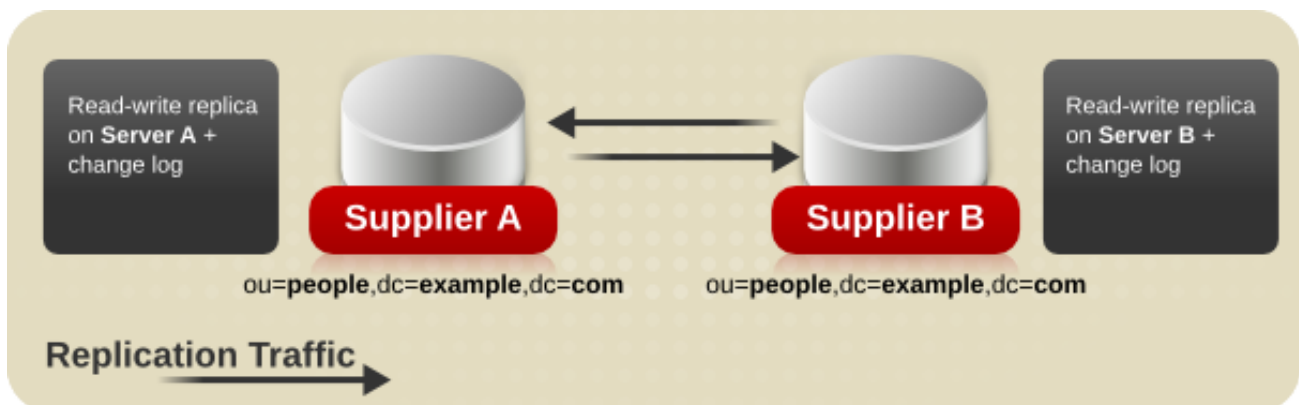 Read-write replica
on Server A +
change log
Supplier A
ou=people,dc=example,dc=com
Supplier B
ou=people,dc=example,dc=com
Read-write replica
on Server B +
change log
Replication Traffic